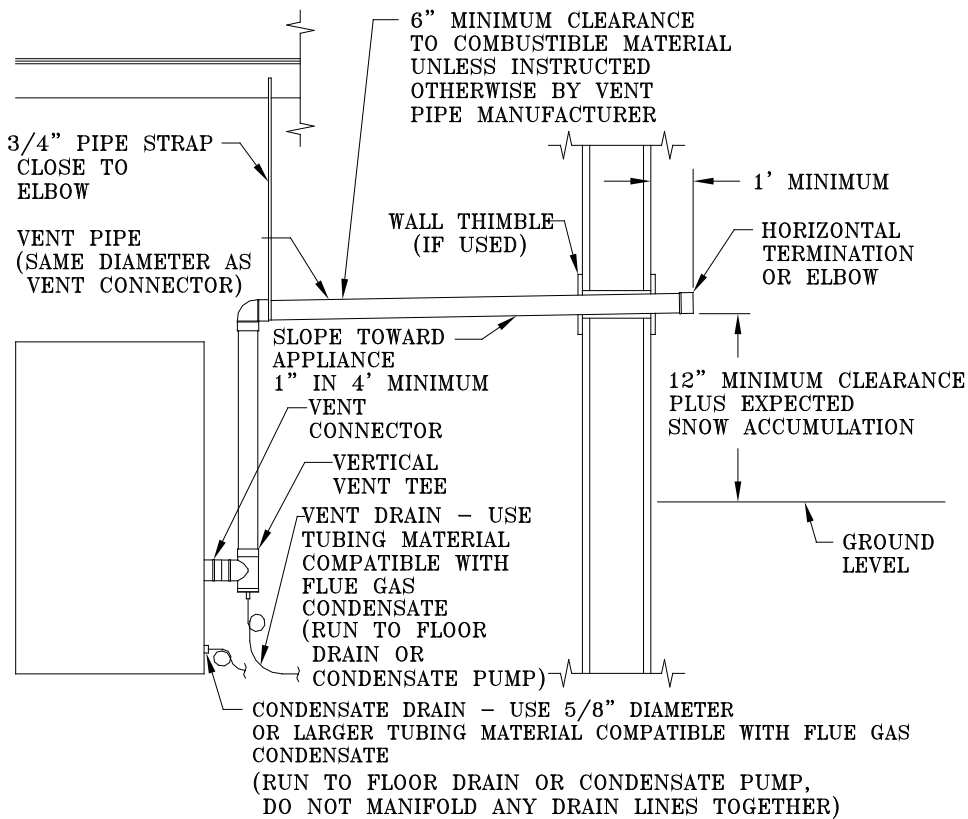 6” MINIMUM CLEARANCE
TO COMBUSTIBLE MATERIAL
UNLESS INSTRUCTED
OTHERWISE BY VENT
PIPE MANUFACTURER
3/4” PIPE STRAP
CLOSE TO
ELBOW
1’ MINIMUM
WALL THIMBLE
(IF USED)
HORIZONTAL
TERMINATION
OR ELBOW
VENT PIPE
(SAME DIAMETER AS
VENT CONNECTOR)
SLOPE TOWARD
APPLIANCE
1” IN 4’ MINIMUM
12” MINIMUM CLEARANCE
PLUS EXPECTED
SNOW ACCUMULATION
VENT
CONNECTOR
VERTICAL
VENT TEE
VENT DRAIN – USE
TUBING MATERIAL
COMPATIBLE WITH
FLUE GAS
CONDENSATE
(RUN TO FLOOR
DRAIN OR
CONDENSATE PUMP)
GROUND
LEVEL
CONDENSATE DRAIN – USE 5/8” DIAMETER
OR LARGER TUBING MATERIAL COMPATIBLE WITH FLUE GAS
CONDENSATE
(RUN TO FLOOR DRAIN OR CONDENSATE PUMP,
DO NOT MANIFOLD ANY DRAIN LINES TOGETHER)